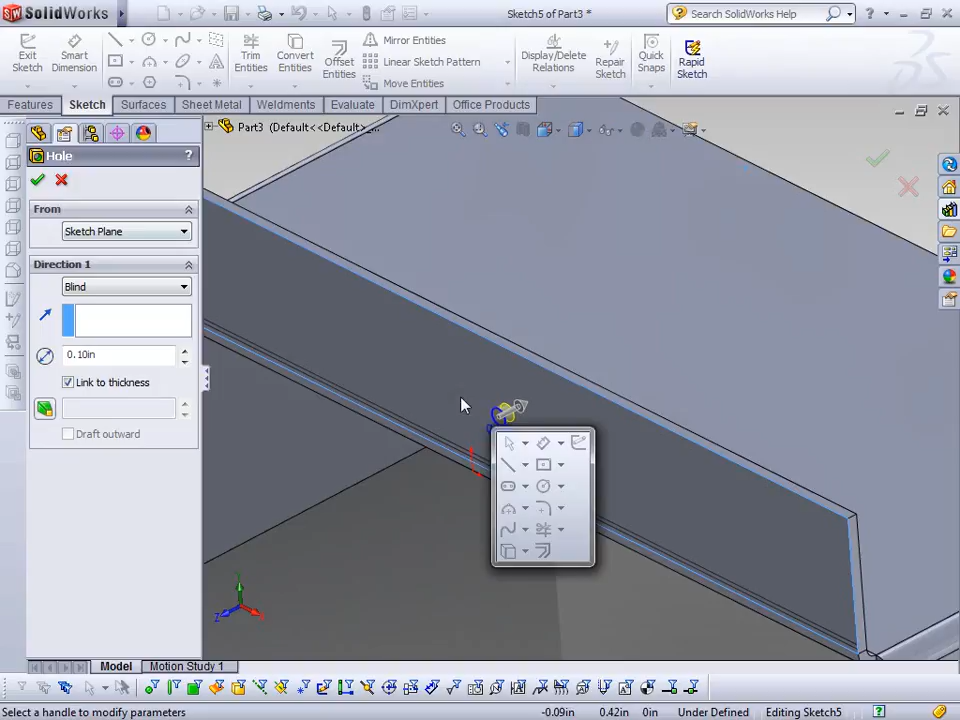 SolidWorks
Sketch5 of Part3 *
Search SolidWorks Help
Exit Sketch
Smart Dimension
Trim Entities
Convert Entities
Offset Entities
Mirror Entities
Linear Sketch Pattern
Move Entities
Display/Delete Relations
Repair Sketch
Quick Snaps
Rapid Sketch
Features
Sketch
Surfaces
Sheet Metal
Weldments
Evaluate
DimXpert
Office Products
Part3 (Default<<Default>_...
Hole
?
From
Sketch Plane
Direction 1
Blind
0.10in
Link to thickness
Draft outward
Model
Motion Study 1
Select a handle to modify parameters
-0.09in
0.42in
0in
Under Defined
Editing Sketch5